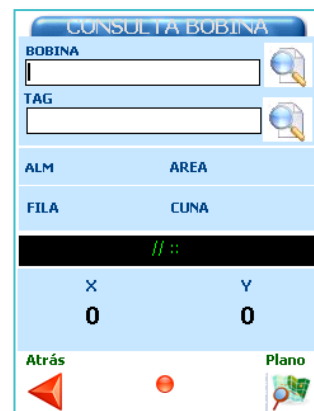 CONSULTA BOBINA
BOBINA
TAG
ALM AREA
FILA CUNA
// ::
X Y
0 0
Atrás Plano